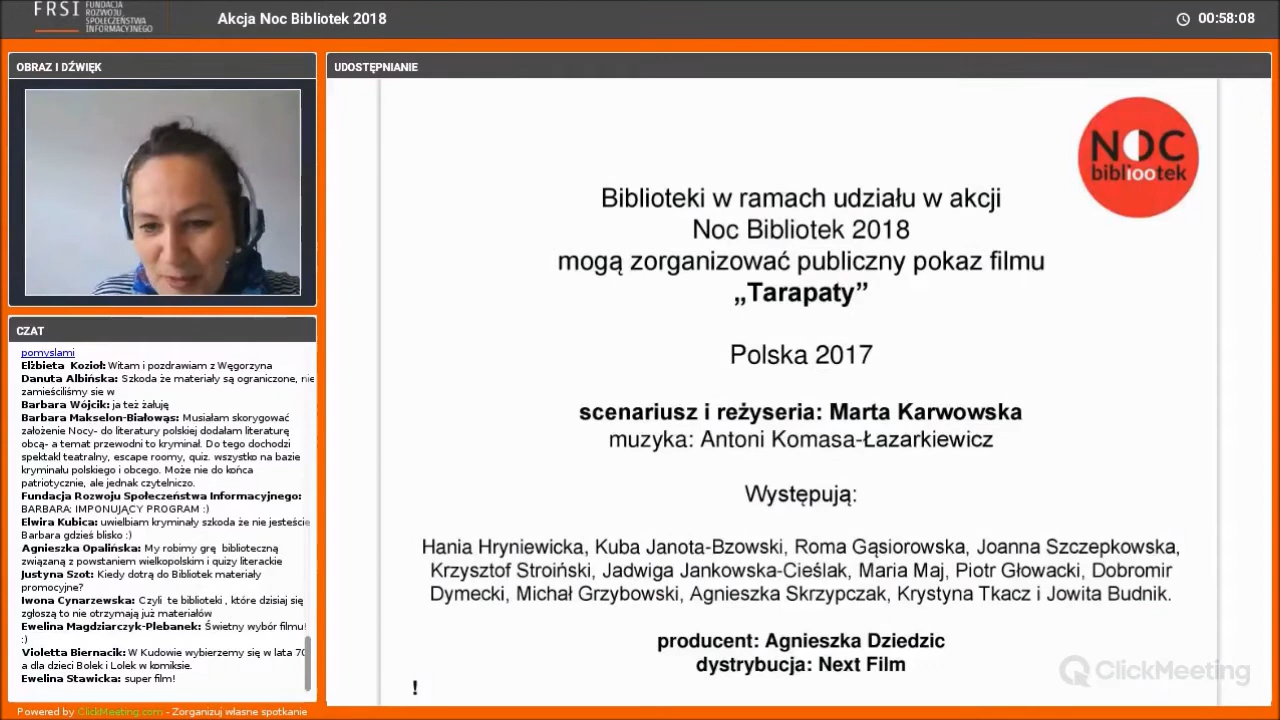 FRSI
FUNDACJA
ROZWOJU
SPOŁECZEŃSTWA
INFORMACYJNEGO
Akcja Noc Bibliotek 2018
00:58:08
OBRAZ I DŹWIĘK
CZAT
pomyslami
Elżbieta Kozioł: Witam i pozdrawiam z Węgorzyna
Danuta Albińska: Szkoda że materiały są ograniczone, nie
zamieściliśmy sie w
Barbara Wójcik: ja też żałuję
Barbara Makselon-Białowąs: Musiałam skorygować
założenie Nocy- do literatury polskiej dodałam literaturę
obcą- a temat przewodni to kryminał. Do tego dochodzi
spektakl teatralny, escape roomy, quiz. wszystko na bazie
kryminału polskiego i obcego. Może nie do końca
patriotycznie, ale jednak czytelniczo.
Fundacja Rozwoju Społeczeństwa Informacyjnego:
BARBARA: IMPONUJĄCY PROGRAM :)
Elwira Kubica: uwielbiam kryminały szkoda że nie jesteście
Barbara gdzieś blisko :)
Agnieszka Opalińska: My robimy grę biblioteczną
związaną z powstaniem wielkopolskim i quizy literackie
Justyna Szot: Kiedy dotrą do Bibliotek materiały
promocyjne?
Iwona Cynarzewska: Czyli te biblioteki , które dzisiaj się
zgłoszą to nie otrzymają już materiałów
Ewelina Magdziarczyk-Plebanek: Świetny wybór filmu!
:)
Violetta Biernacik: W Kudowie wybierzemy się w lata 70
a dla dzieci Bolek i Lolek w komiksie.
Ewelina Stawicka: super film!
Powered by ClickMeeting.com - Zorganizuj własne spotkanie
UDOSTĘPNIANIE
NOC
bibliootek
Biblioteki w ramach udziału w akcji
Noc Bibliotek 2018
mogą zorganizować publiczny pokaz filmu
„Tarapaty”
Polska 2017
scenariusz i reżyseria: Marta Karwowska
muzyka: Antoni Komasa-Łazarkiewicz
Występują:
Hania Hryniewicka, Kuba Janota-Bzowski, Roma Gąsiorowska, Joanna Szczepkowska,
Krzysztof Stroiński, Jadwiga Jankowska-Cieślak, Maria Maj, Piotr Głowacki, Dobromir
Dymecki, Michał Grzybowski, Agnieszka Skrzypczak, Krystyna Tkacz i Jowita Budnik.
producent: Agnieszka Dziedzic
dystrybucja: Next Film
!
ClickMeeting